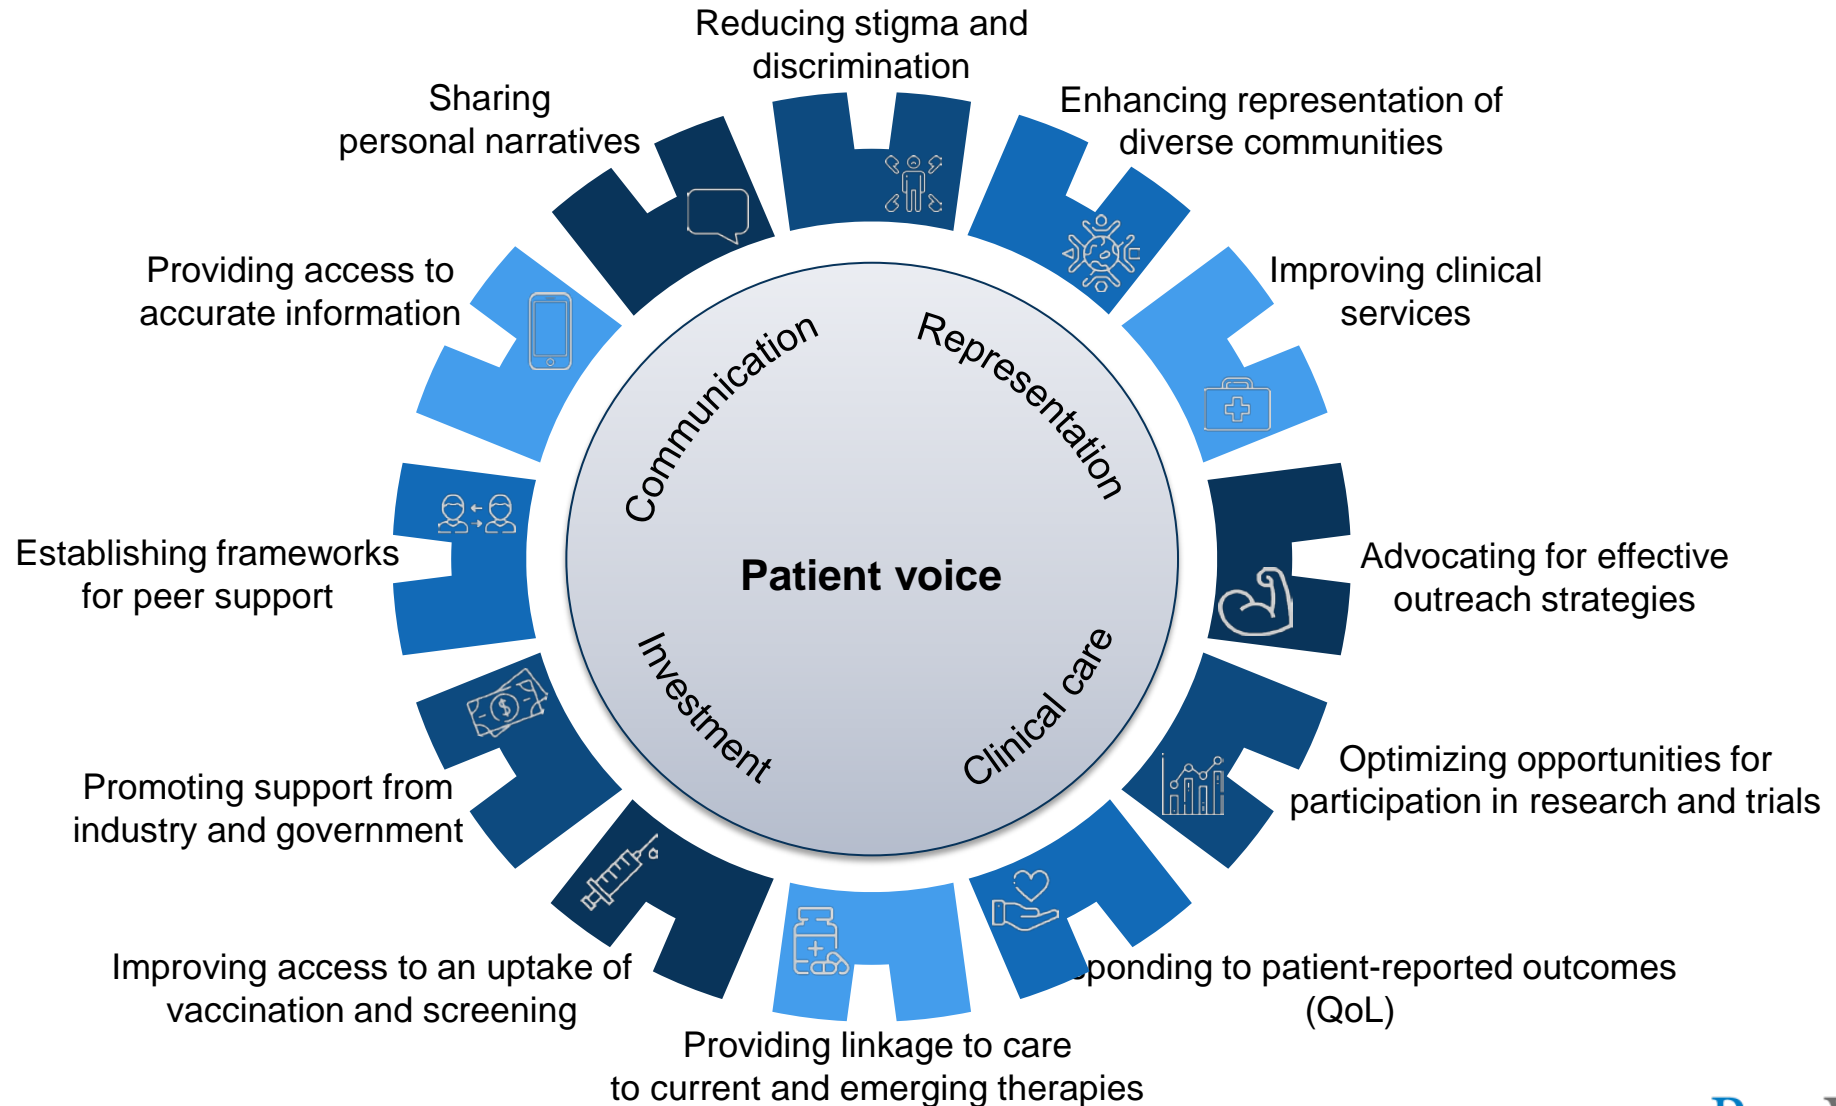 Reducing stigma and
discrimination
Sharing
personal narratives
Enhancing representation of
diverse communities
Providing access to
accurate information
Improving clinical
services
Communication
Representation
Establishing frameworks
for peer support
Patient voice
Advocating for effective
outreach strategies
Investment
Clinical care
Promoting support from
industry and government
Optimizing opportunities for
participation in research and trials
Improving access to an uptake of
vaccination and screening
to patient-reported outcomes
(QoL)
Providing linkage to care
to current and emerging therapies